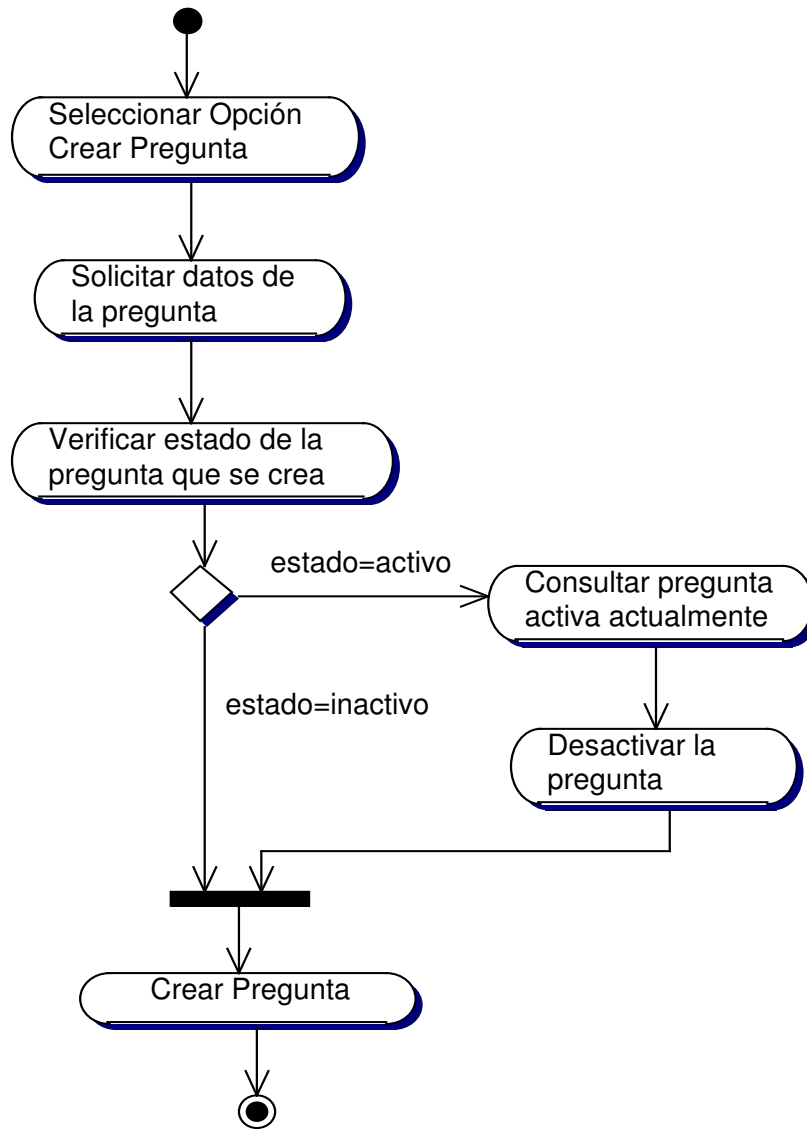 Seleccionar Opción
Crear Pregunta
Solicitar datos de
la pregunta
Verificar estado de la
pregunta que se crea
estado=activo
Consultar pregunta
activa actualmente
estado=inactivo
Desactivar la
pregunta
Crear Pregunta